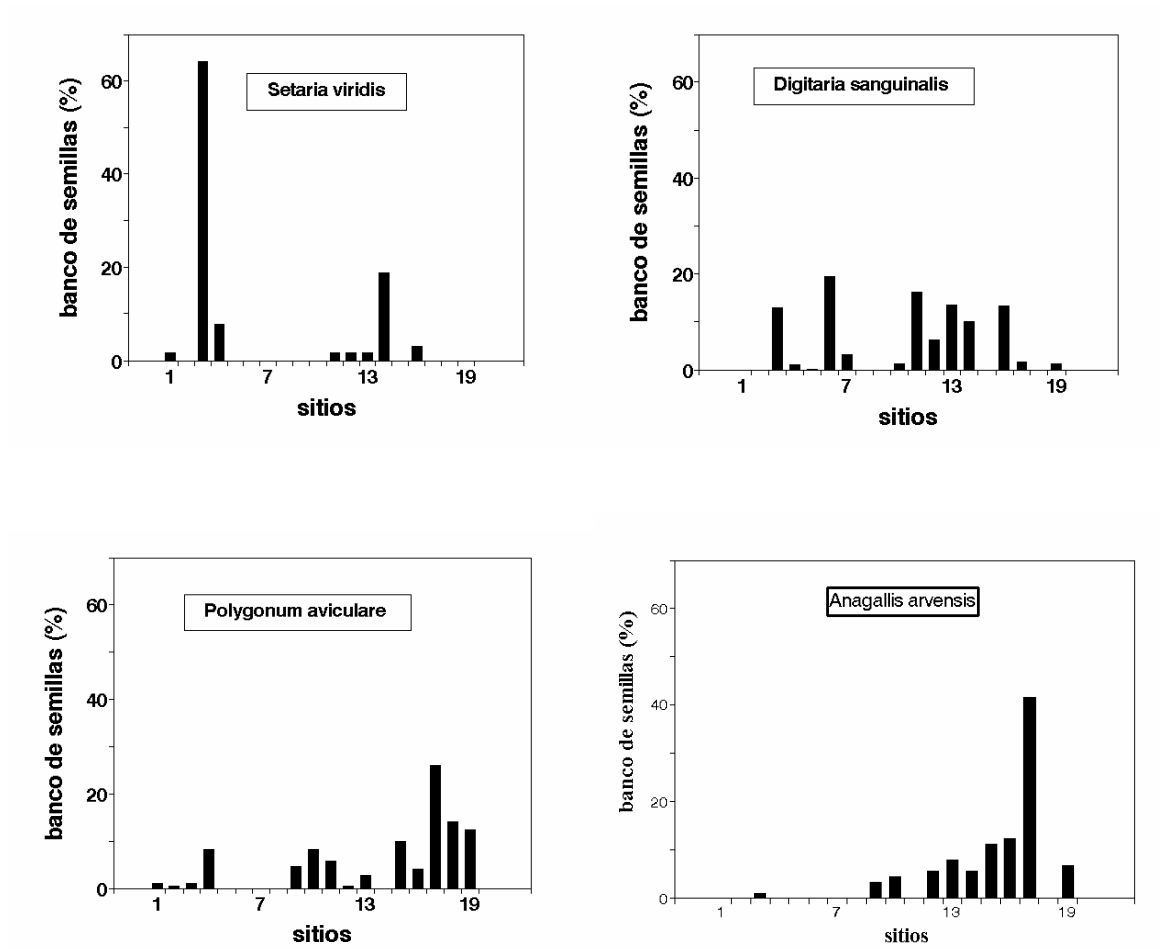 Setaria viridis
banco de semillas (%)
60
40
20
0
1 7 13 19
sitios
Digitaria sanguinalis
banco de semillas (%)
60
40
20
0
1 7 13 19
sitios
Polygonum aviculare
banco de semillas (%)
60
40
20
0
1 7 13 19
sitios
Anagallis arvensis
banco de semillas (%)
60
40
20
0
1 7 13 19
sitios